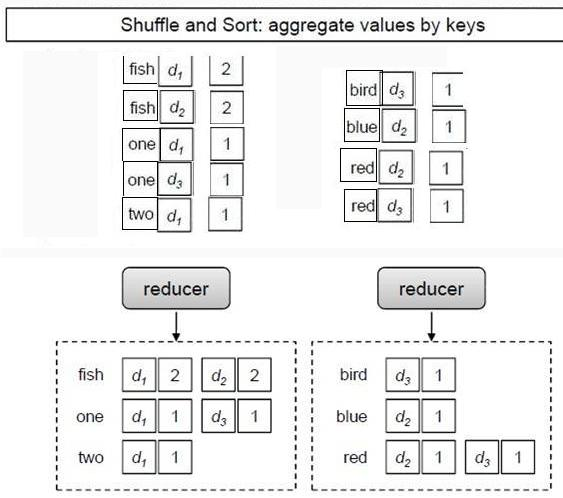 Shuffle and Sort: aggregate values by keys
fish d₁ 2
fish d₂ 2
one d₁ 1
one d₃ 1
two d₁ 1
bird d₃ 1
blue d₂ 1
red d₂ 1
red d₃ 1
reducer
reducer
fish d₁ 2 d₂ 2
one d₁ 1 d₃ 1
two d₁ 1
bird d₃ 1
blue d₂ 1
red d₂ 1 d₃ 1